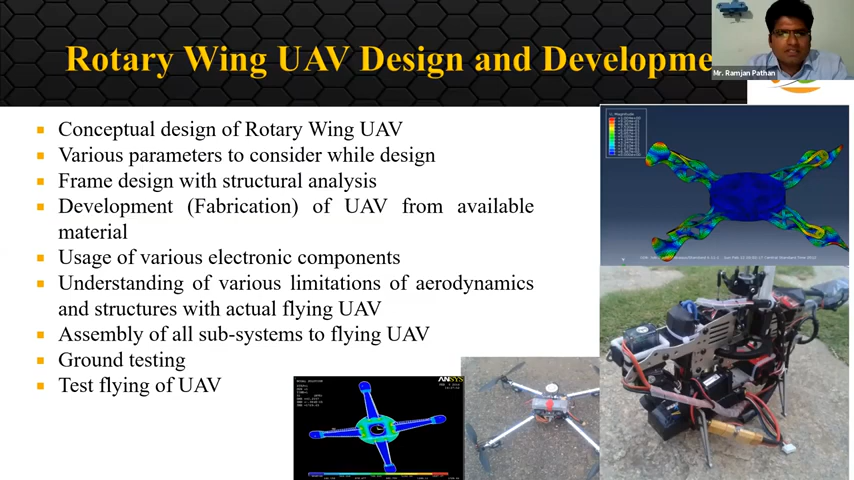 Rotary Wing UAV Design and Developme
Mr. Ramjan Pathan
Conceptual design of Rotary Wing UAV
Various parameters to consider while design
Frame design with structural analysis
Development (Fabrication) of UAV from available
material
Usage of various electronic components
Understanding of various limitations of aerodynamics
and structures with actual flying UAV
Assembly of all sub-systems to flying UAV
Ground testing
Test flying of UAV
ANSYS